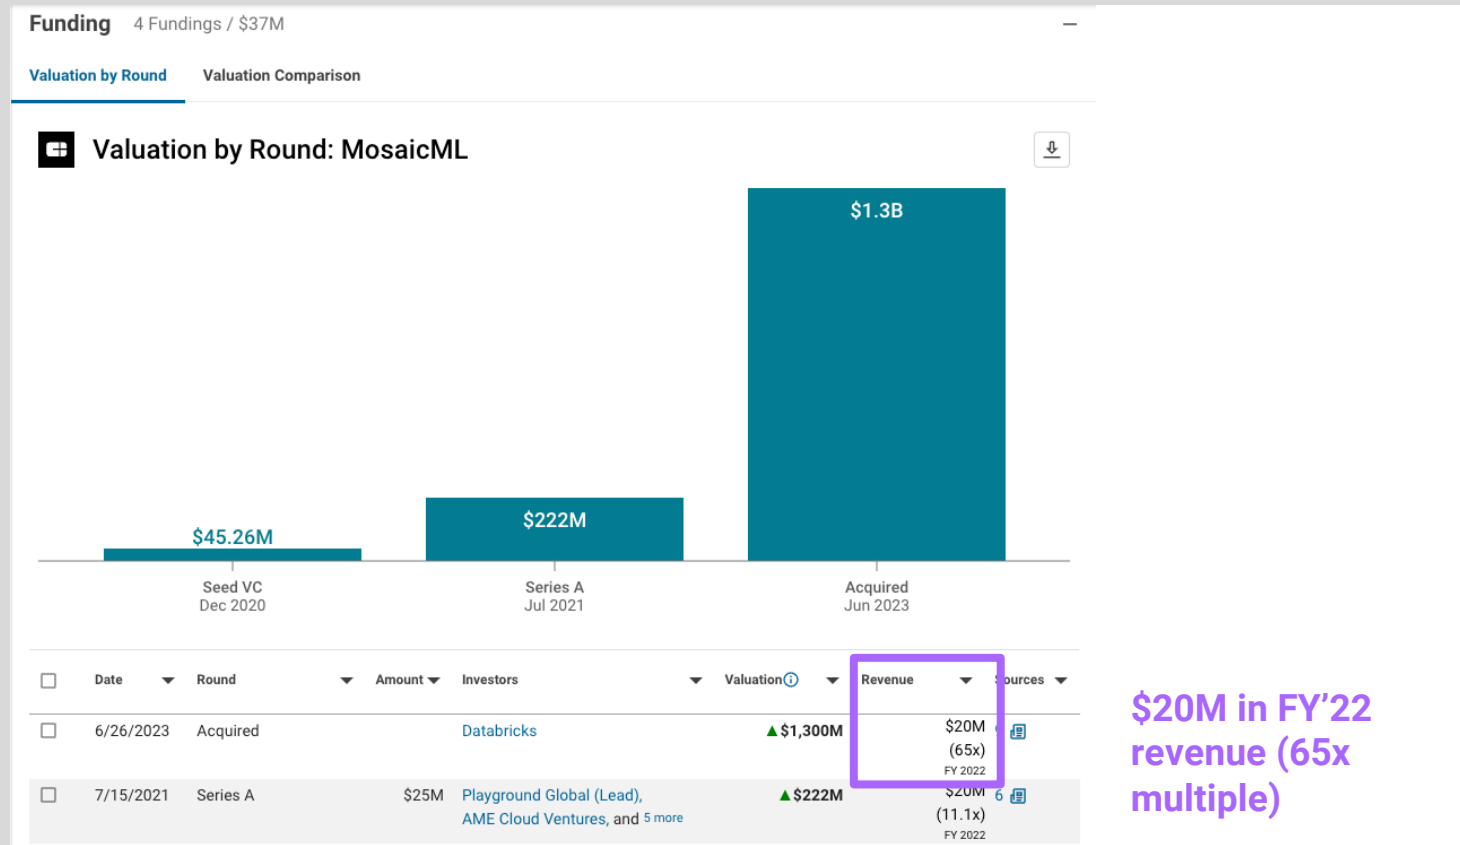 Funding 4 Fundings / $37M
Valuation by Round Valuation Comparison
Valuation by Round: MosaicML
$1.3B
$222M
$45.26M
Seed VC Series A Acquired
Dec 2020 Jul 2021 Jun 2023
Date Round Amount Investors Valuation Revenue ources
6/26/2023 Acquired Databricks $1,300M $20M
(65x)
FY 2022
7/15/2021 Series A $25M Playground Global (Lead), $222M $20M 6
AME Cloud Ventures, and 5 more (11.1x)
FY 2022
$20M in FY’22
revenue (65x
multiple)